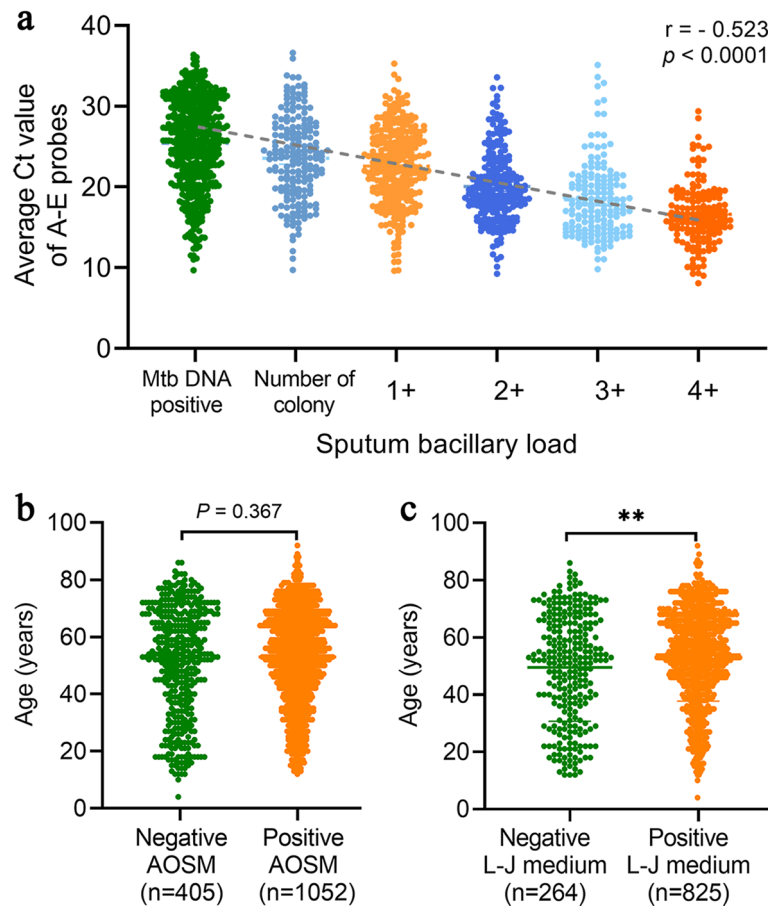 a
r = - 0.523
p < 0.0001
Average Ct value
of A-E probes
40
30
20
10
0
Mtb DNA
positive
Number of
colony
1+
2+
3+
4+
Sputum bacillary load
b
P = 0.367
Age (years)
100
80
60
40
20
0
Negative
AOSM
(n=405)
Positive
AOSM
(n=1052)
c
**
Age (years)
100
80
60
40
20
0
Negative
L-J medium
(n=264)
Positive
L-J medium
(n=825)